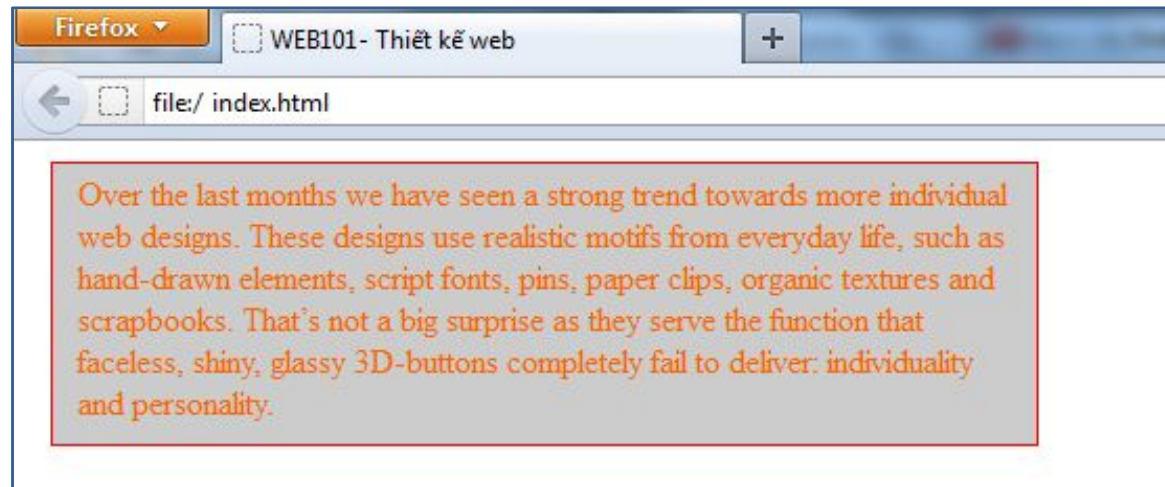 Firefox
WEB101- Thiết kế web
+
file:/ index.html
Over the last months we have seen a strong trend towards more individual
web designs. These designs use realistic motifs from everyday life, such as
hand-drawn elements, script fonts, pins, paper clips, organic textures and
scrapbooks. That's not a big surprise as they serve the function that
faceless, shiny, glassy 3D-buttons completely fail to deliver: individuality
and personality.